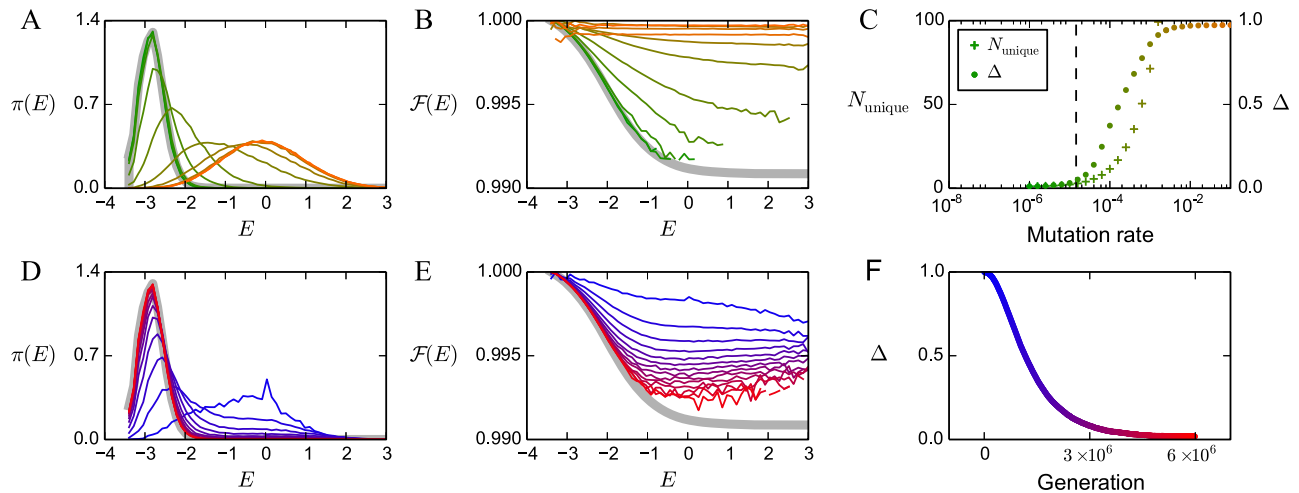 A
1.4
0.7
0.0
π(E)
−4 −3 −2 −1 0 1 2 3
E
B
1.000
0.995
0.990
F(E)
−4 −3 −2 −1 0 1 2 3
E
C
100
50
0
N_unique
N_unique
Δ
1.0
0.5
0.0
Δ
10^-8 10^-6 10^-4 10^-2
Mutation rate
D
1.4
0.7
0.0
π(E)
−4 −3 −2 −1 0 1 2 3
E
E
1.000
0.995
0.990
F(E)
−4 −3 −2 −1 0 1 2 3
E
F
1.0
0.5
0.0
Δ
0 3 ×10^6 6 ×10^6
Generation